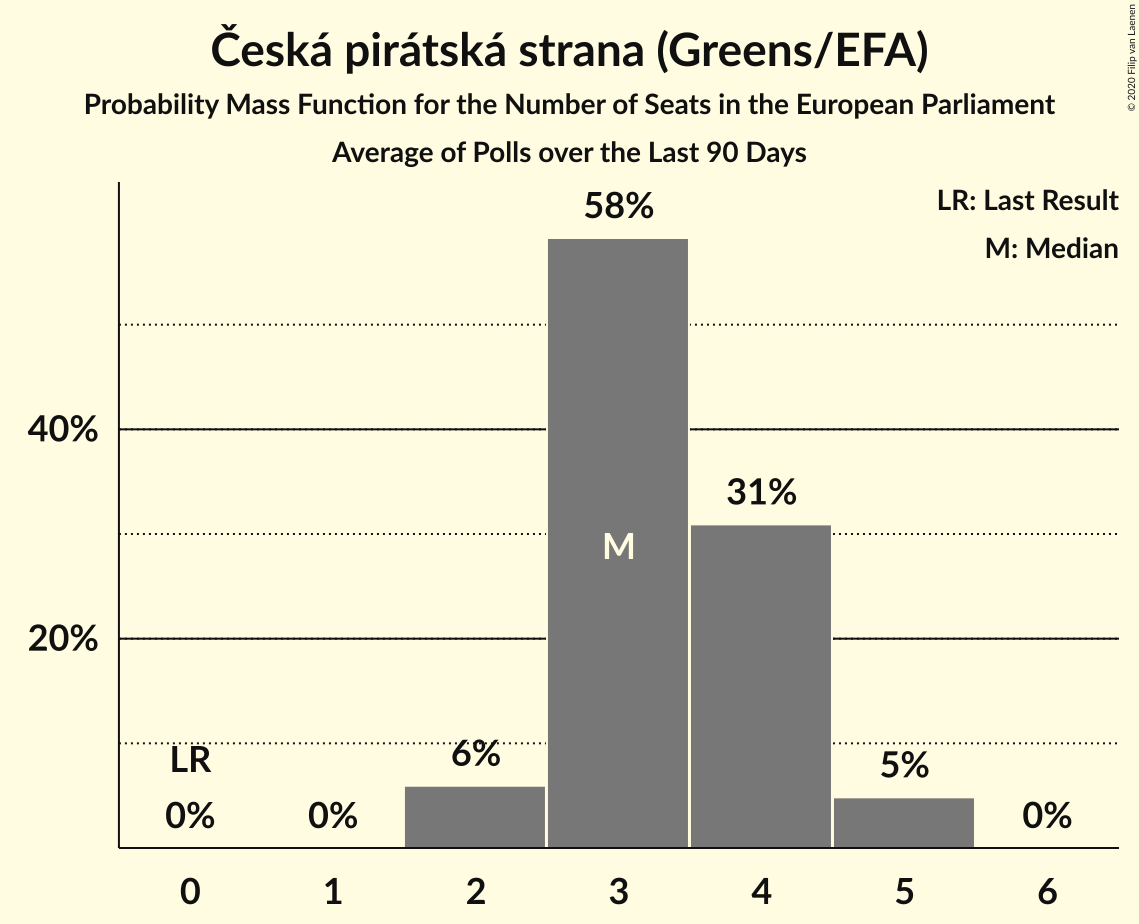 Česká pirátská strana (Greens/EFA)
Probability Mass Function for the Number of Seats in the European Parliament
Average of Polls over the Last 90 Days
© 2020 Filip van Laenen
LR: Last Result
M: Median
58%
40%
31%
M
20%
LR
6%
5%
0%
0%
0%
0 1 2 3 4 5 6